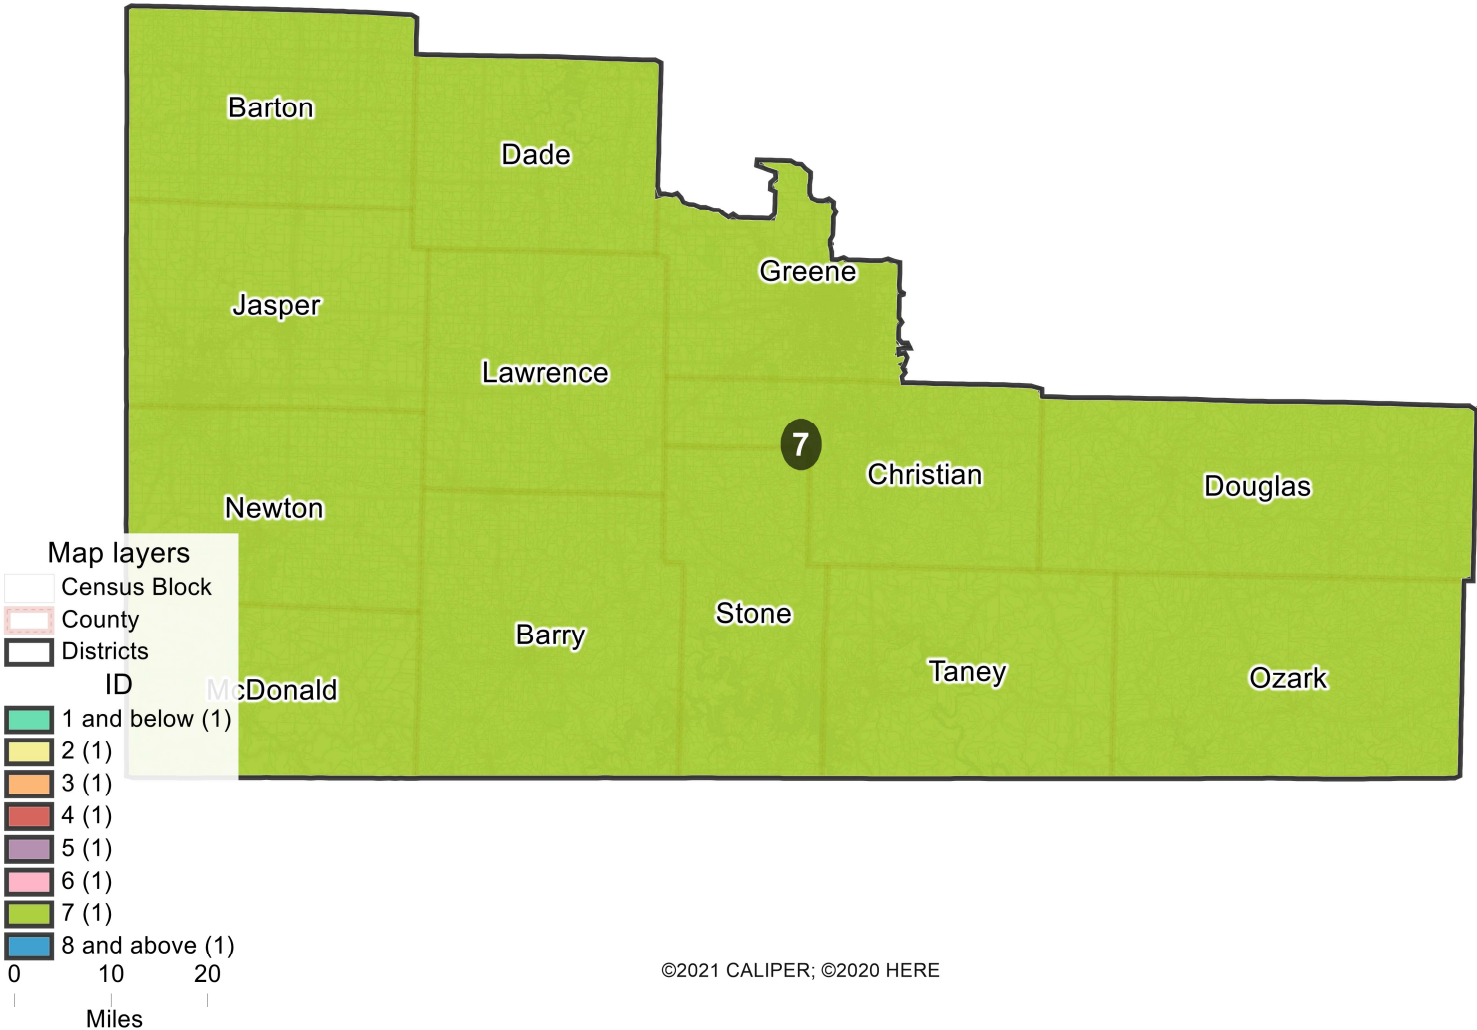 Barton
Dade
Greene
Jasper
Lawrence
7
Christian
Douglas
Newton
Stone
Barry
Taney
Ozark
McDonald
Map layers
Census Block
County
Districts
ID
1 and below (1)
2 (1)
3 (1)
4 (1)
5 (1)
6 (1)
7 (1)
8 and above (1)
0 10 20
Miles
©2021 CALIPER; ©2020 HERE